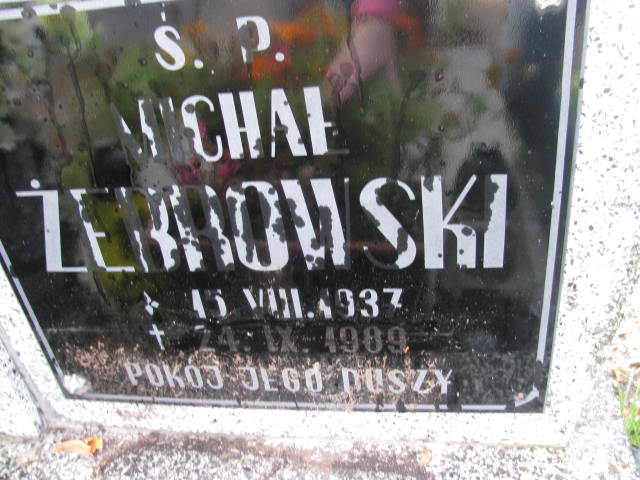 Ś. P.
MICHAŁ
ŻEBROWSKI
15 VIII.1937
24. IX. 1989
POKÓJ JEGO DUSZY